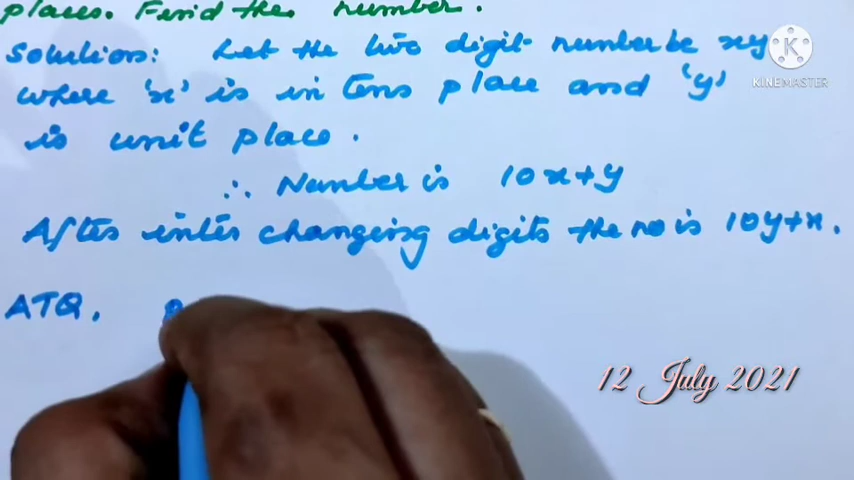 places. Find the. number.
Solution: Let the two digit number be xy
where 'x' is in Tens place and 'y'
is unit place.
∴ Number is 10x+y
After inter changing digits the no is 10y+x.
ATQ.
K
KINEMASTER
12 July 2021